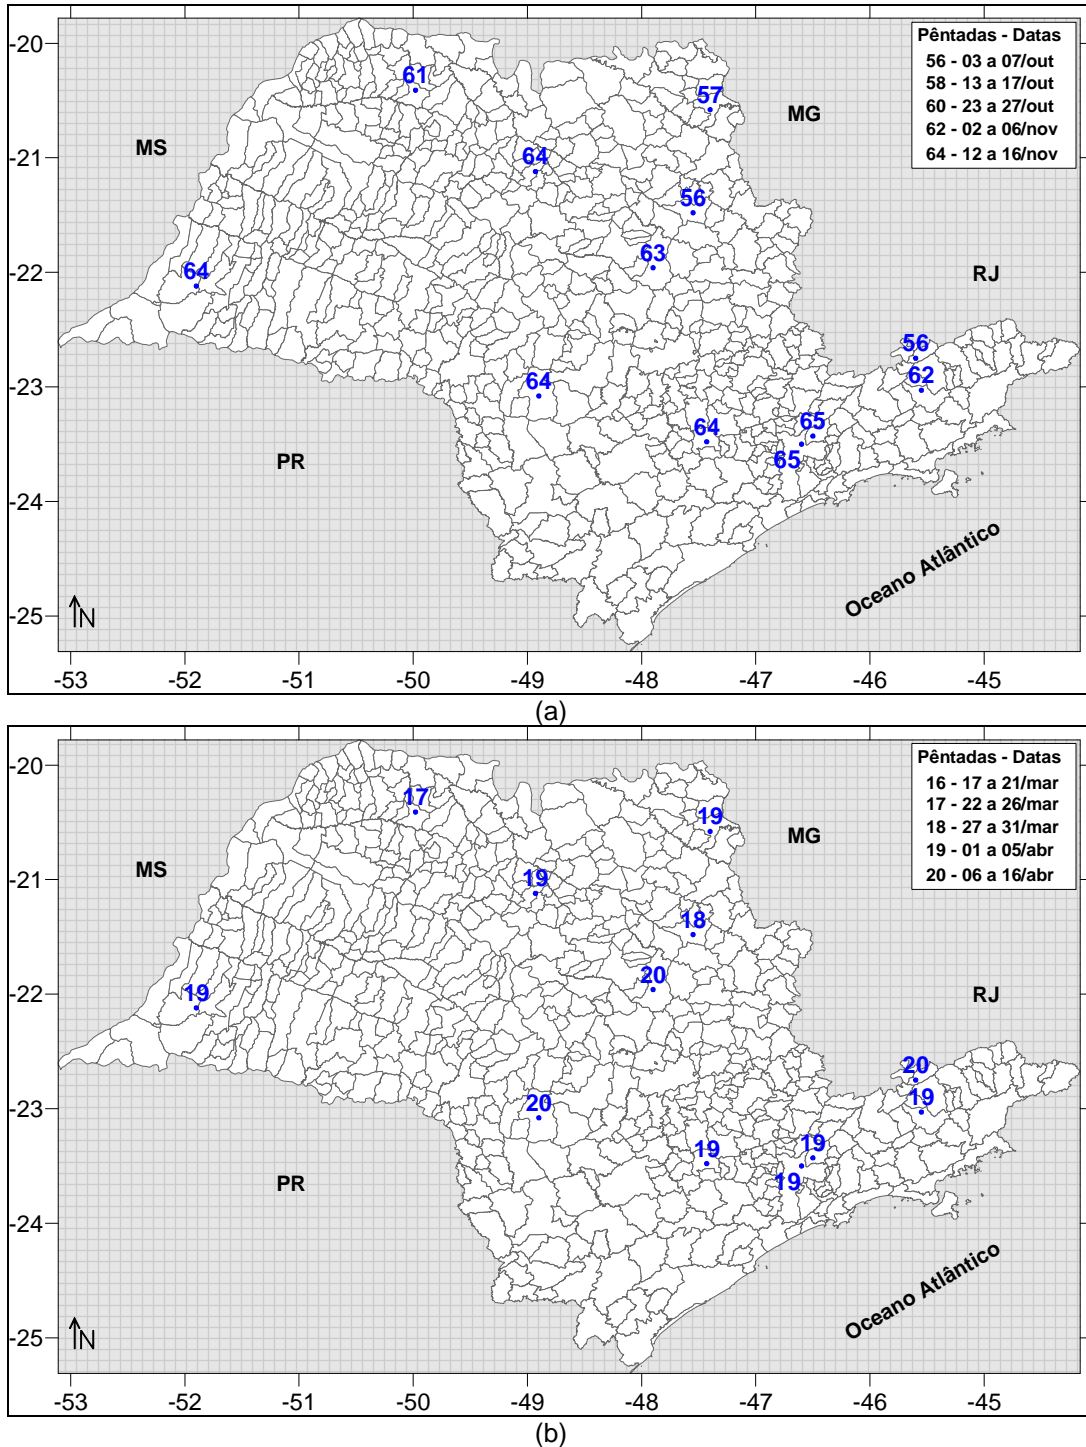 -20
-21
-22
-23
-24
-25
Pêntadas - Datas
56 - 03 a 07/out
58 - 13 a 17/out
60 - 23 a 27/out
62 - 02 a 06/nov
64 - 12 a 16/nov
61
57
MG
MS
64
56
63
64
RJ
56
62
64
64
65
65
PR
Oceano Atlântico
N
-53 -52 -51 -50 -49 -48 -47 -46 -45
(a)
-20
-21
-22
-23
-24
-25
Pêntadas - Datas
16 - 17 a 21/mar
17 - 22 a 26/mar
18 - 27 a 31/mar
19 - 01 a 05/abr
20 - 06 a 16/abr
17
19
MG
MS
19
18
20
19
RJ
20
19
20
19
19
19
PR
Oceano Atlântico
N
-53 -52 -51 -50 -49 -48 -47 -46 -45
(b)